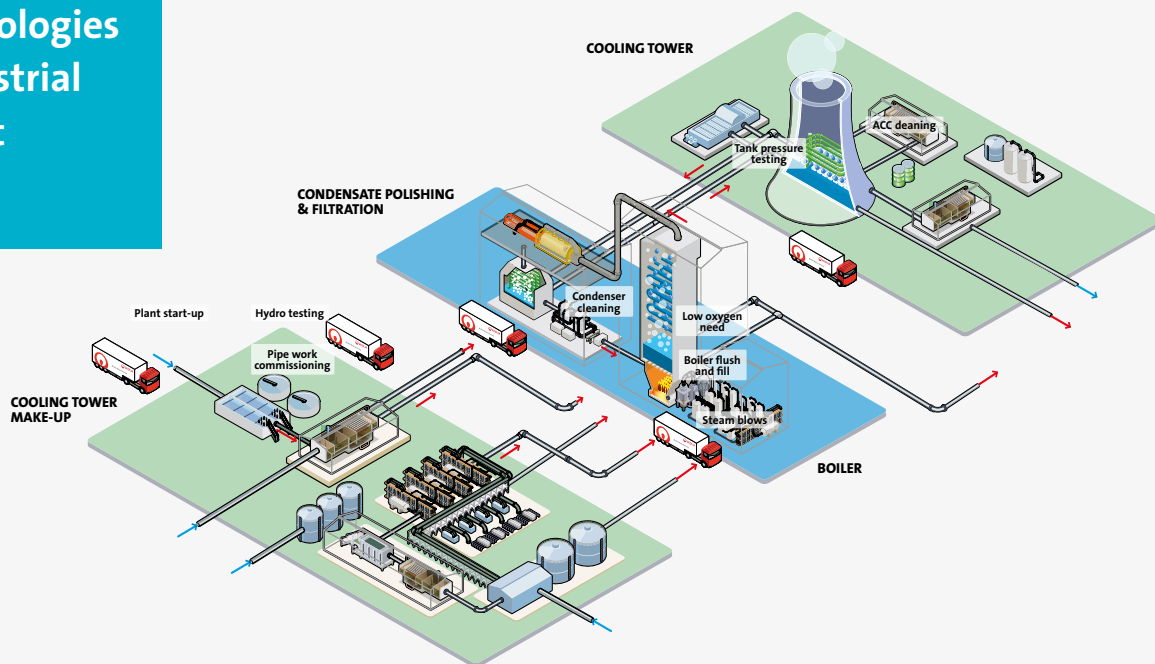 ologies
strial
COOLING TOWER
ACC cleaning
Tank pressure
testing
CONDENSATE POLISHING
& FILTRATION
Condenser
cleaning
Plant start-up
Hydro testing
Low oxygen
need
Pipe work
commissioning
Boiler flush
and fill
COOLING TOWER
MAKE-UP
Steam blows
BOILER